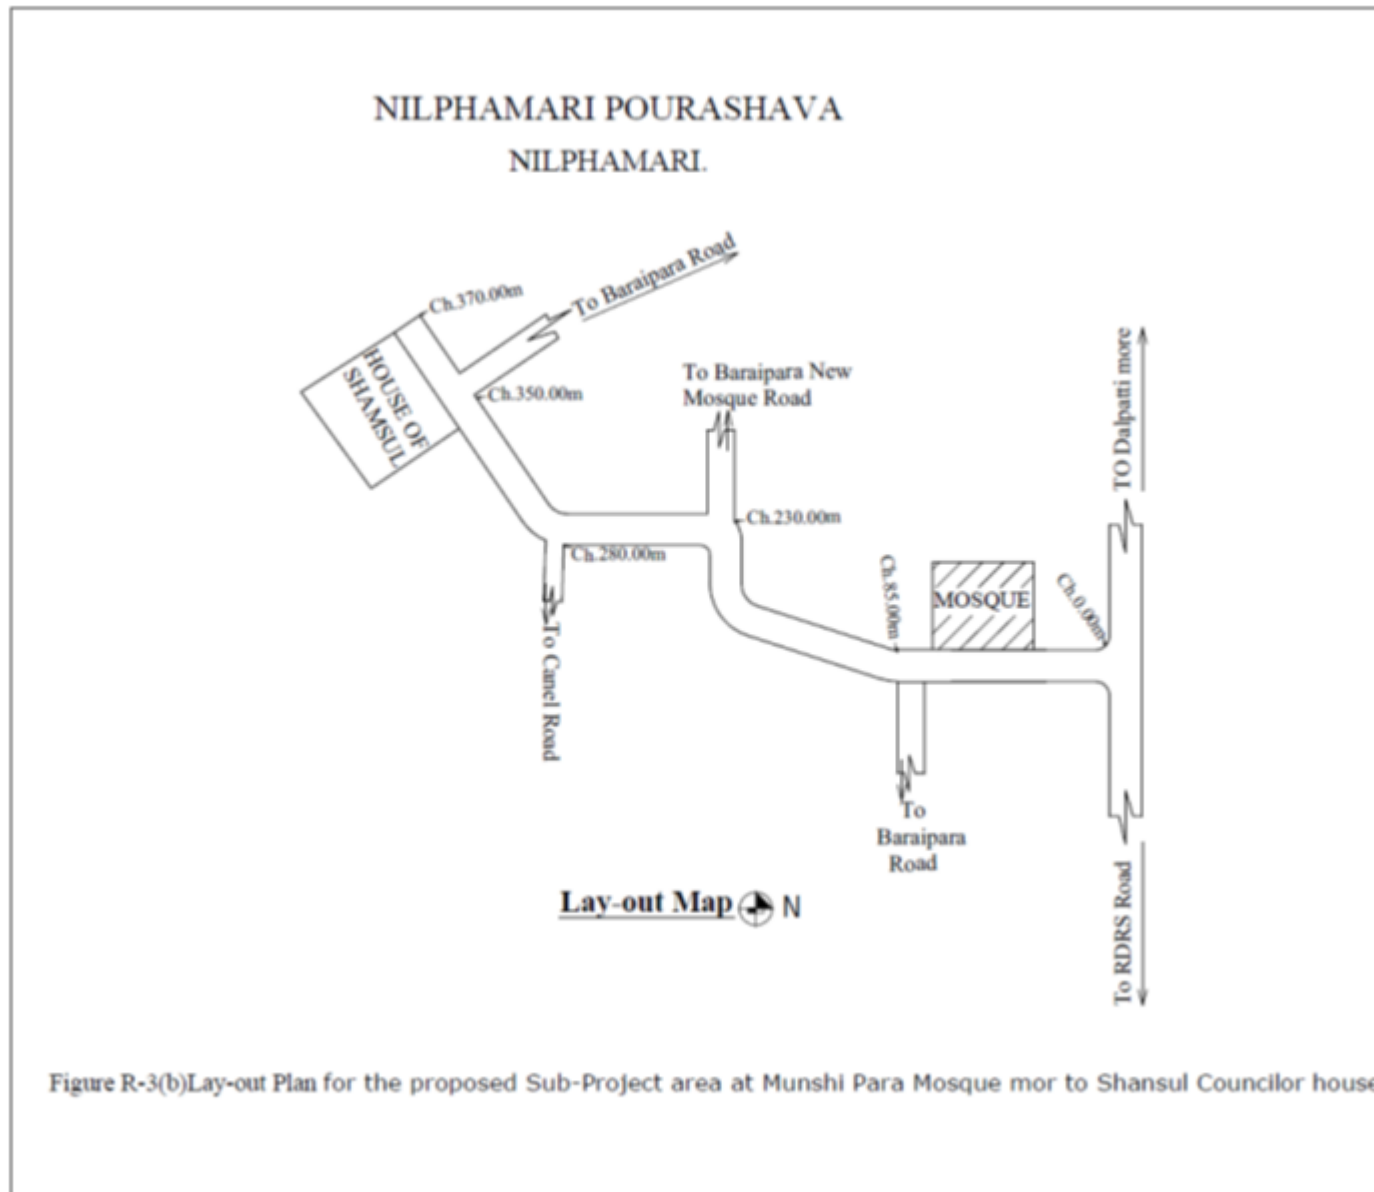 NILPHAMARI POURASHAVA
NILPHAMARI.
To Baraipara Road
Ch.370.00m
HOUSE OF
SHAMSUL
Ch.350.00m
To Baraipara New
Mosque Road
TO Dalpatti more
Ch.230.00m
Ch.280.00m
Ch.85.00m
MOSQUE
Ch.0.00m
To Canel Road
To
Baraipara
Road
To RDRS Road
Lay-out Map N
Figure R-3(b)Lay-out Plan for the proposed Sub-Project area at Munshi Para Mosque mor to Shansul Councilor house